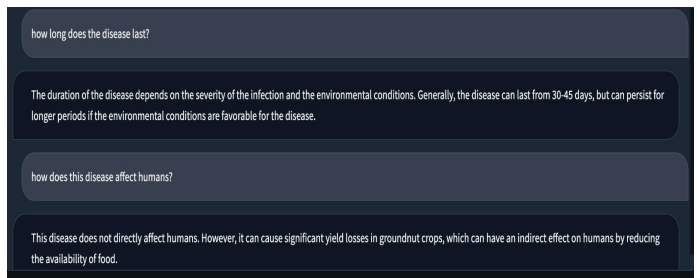 how long does the disease last?
The duration of the disease depends on the severity of the infection and the environmental conditions. Generally, the disease can last from 30-45 days, but can persist for
longer periods if the environmental conditions are favorable for the disease.
how does this disease affect humans?
This disease does not directly affect humans. However, it can cause significant yield losses in groundnut crops, which can have an indirect effect on humans by reducing
the availability of food.